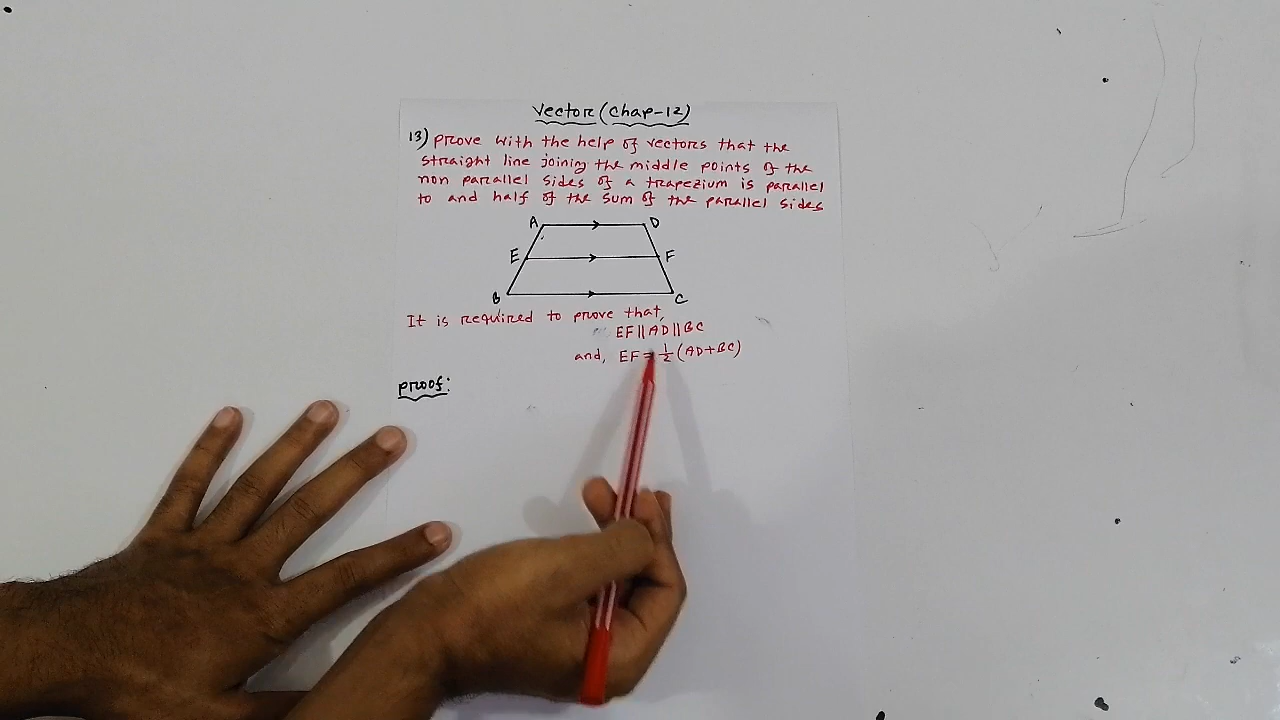 Vector (Chap-12)
13) Prove with the help of vectors that the
straight line joining the middle points of the
non parallel sides of a trapezium is parallel
to and half of the sum of the parallel sides
A D
E F
B C
It is required to prove that,
EF||AD||BC
and, EF = 1/2 (AD+BC)
Proof: